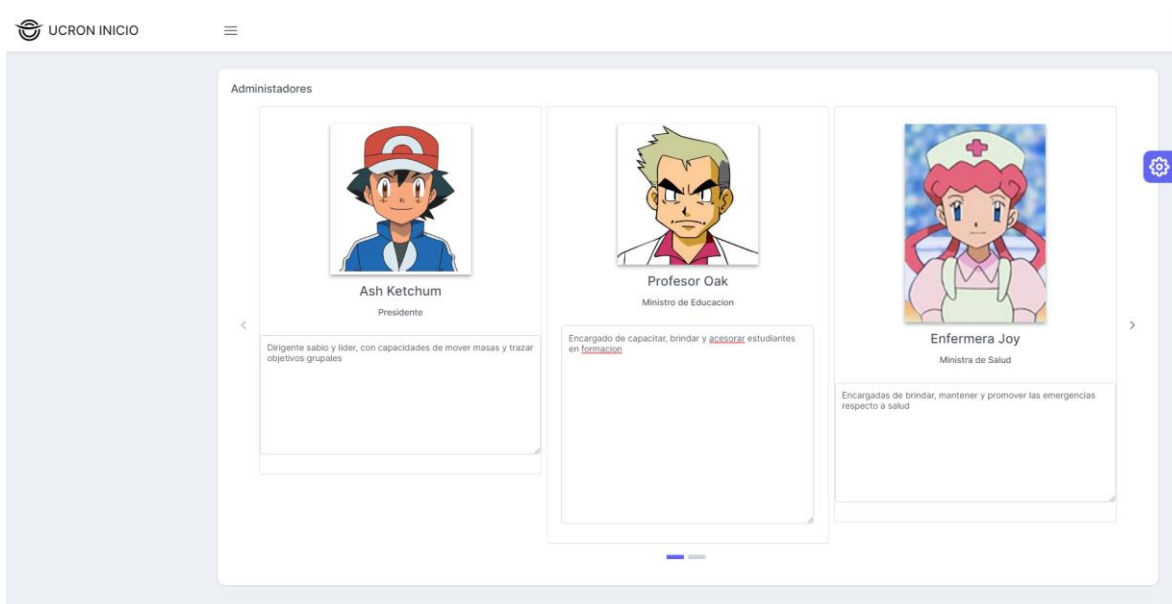 UCRON INICIO
Administadores
Ash Ketchum
Presidente
Dirigente sabio y lider, con capacidades de mover masas y trazar
objetivos grupales
Profesor Oak
Ministro de Educacion
Encargado de capacitar, brindar y acesorar estudiantes
en formacion
Enfermera Joy
Ministra de Salud
Encargadas de brindar, mantener y promover las emergencias
respecto a salud